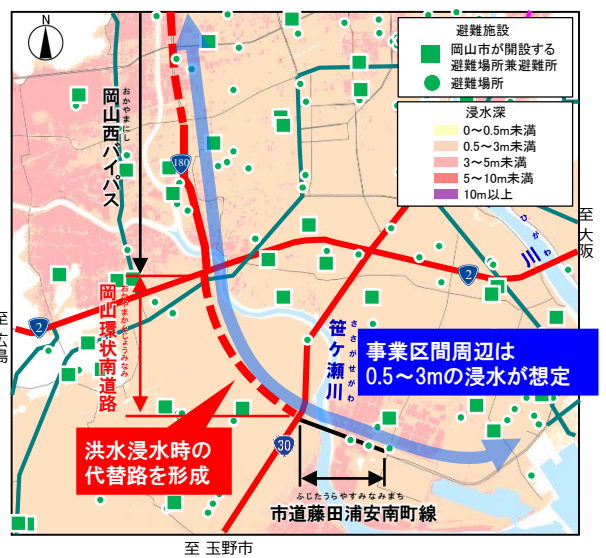 N
避難施設
岡山市が開設する
避難場所兼避難所
避難場所
浸水深
0～0.5m未満
0.5～3m未満
3～5m未満
5～10m未満
10m以上
おかやまにし
岡山西バイパス
180
至 大阪
ひがわ
川
2
2
至 広島
おかやまかんじょうみなみ
岡山環状南道路
ささがせがわ
笹ヶ瀬川
事業区間周辺は
0.5～3mの浸水が想定
洪水浸水時の
代替路を形成
30
ふじたうらやすみなみまち
市道藤田浦安南町線
至 玉野市